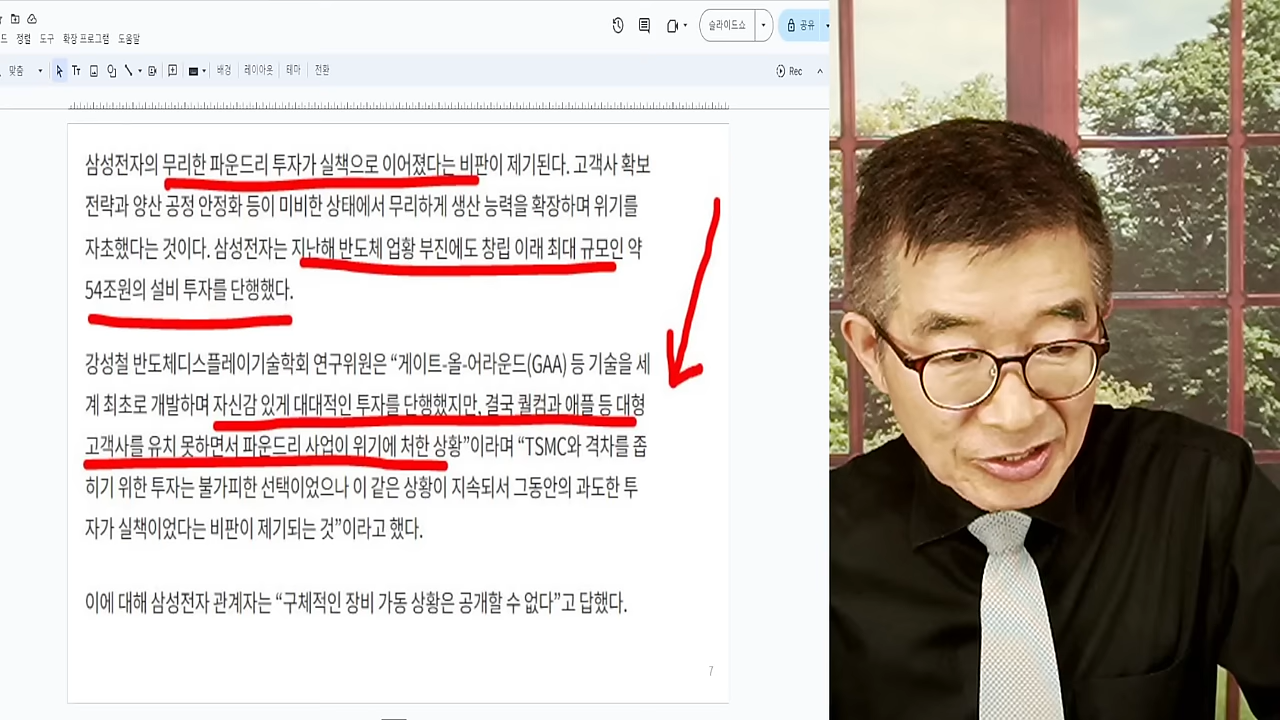 드 정렬 도구 확장 프로그램 도움말
슬라이드쇼
공유
맞춤
배경 레이아웃 테마 전환
Rec
삼성전자의 무리한 파운드리 투자가 실책으로 이어졌다는 비판이 제기된다. 고객사 확보
전략과 양산 공정 안정화 등이 미비한 상태에서 무리하게 생산 능력을 확장하며 위기를
자초했다는 것이다. 삼성전자는 지난해 반도체 업황 부진에도 창립 이래 최대 규모인 약
54조원의 설비 투자를 단행했다.
강성철 반도체디스플레이기술학회 연구위원은 “게이트-올-어라운드(GAA) 등 기술을 세
계 최초로 개발하며 자신감 있게 대대적인 투자를 단행했지만, 결국 퀄컴과 애플 등 대형
고객사를 유치 못하면서 파운드리 사업이 위기에 처한 상황”이라며 “TSMC와 격차를 좁
히기 위한 투자는 불가피한 선택이었으나 이 같은 상황이 지속되서 그동안의 과도한 투
자가 실책이었다는 비판이 제기되는 것”이라고 했다.
이에 대해 삼성전자 관계자는 “구체적인 장비 가동 상황은 공개할 수 없다”고 답했다.
7